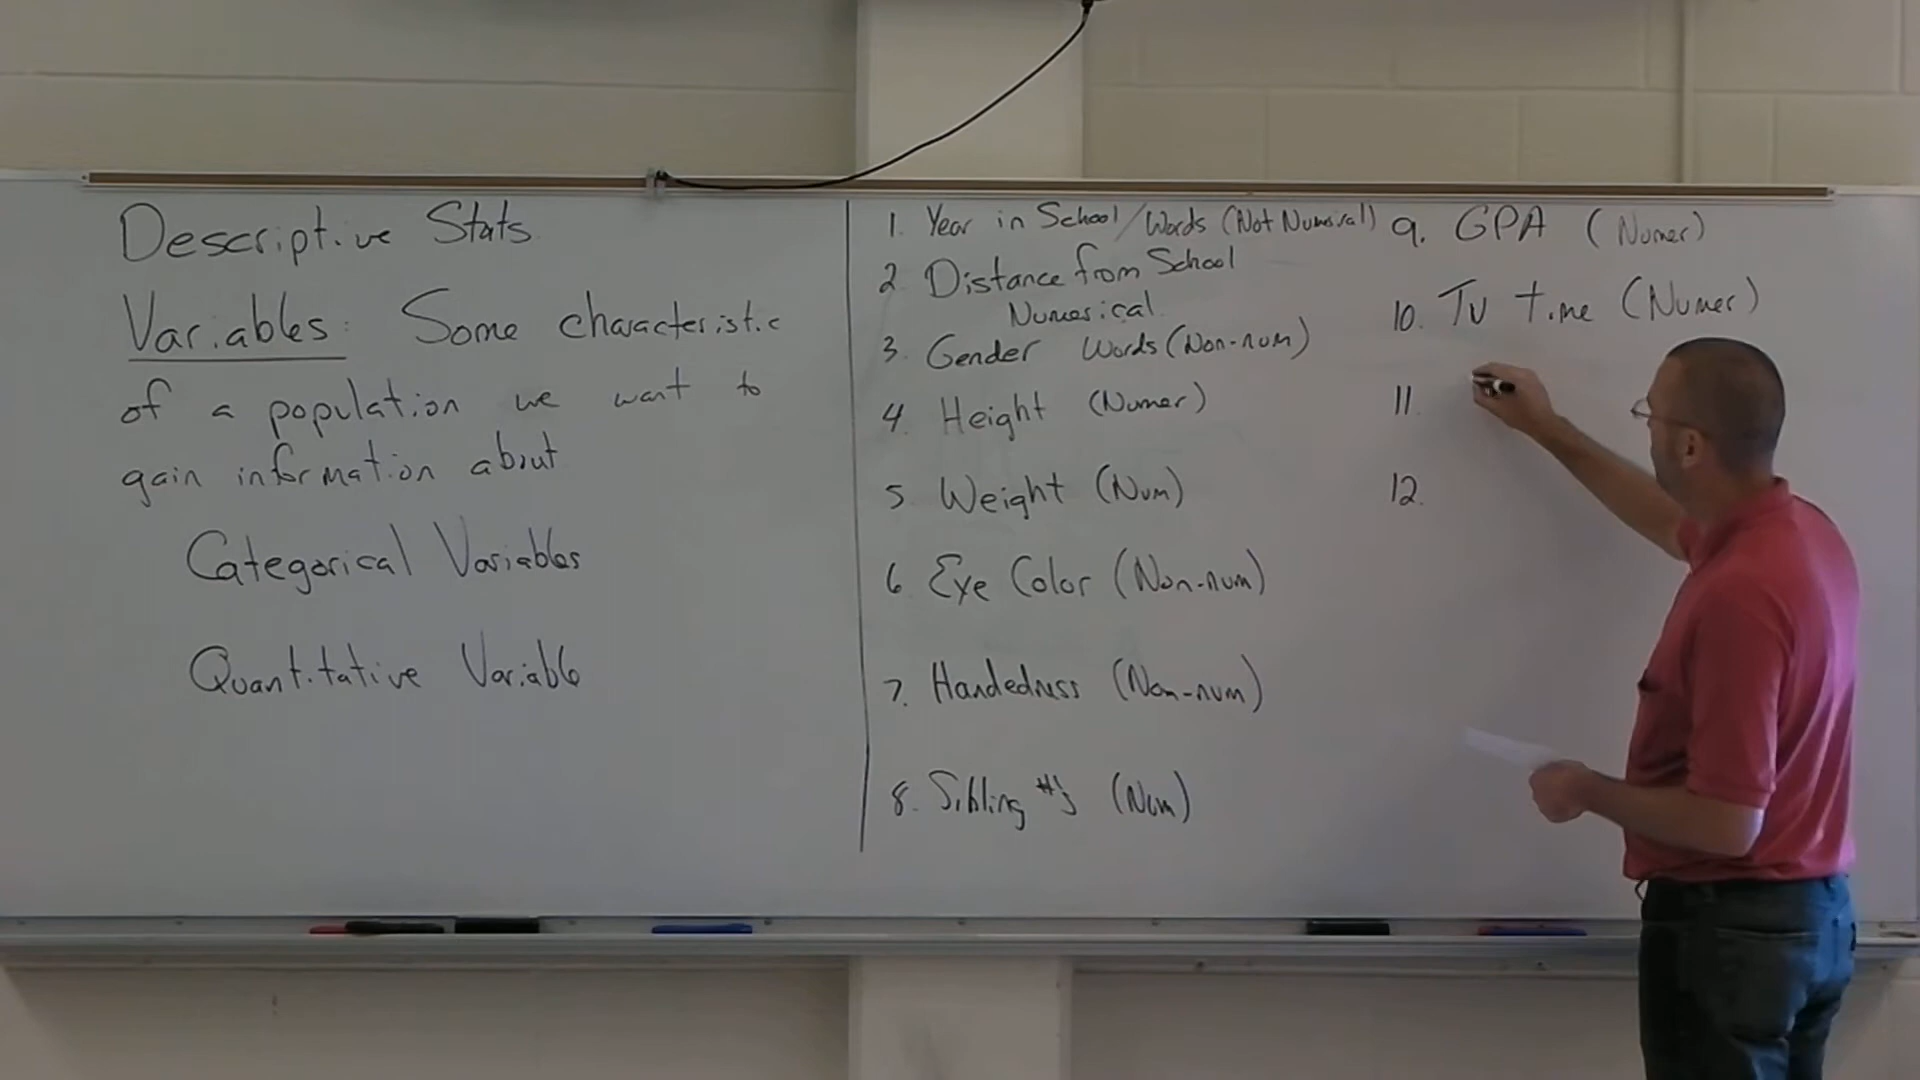 Descriptive Stats
Variables: Some characteristic
of a population we want to
gain information about
Categorical Variables
Quantitative Variable
1. Year in School/Words (Not Numerical)
2 Distance from School
Numerical
3. Gender Words (Non-num)
4. Height (Numer)
5 Weight (Num)
6 Eye Color (Non-num)
7. Handedness (Non-num)
8. Sibling #'s (Num)
9. GPA (Numer)
10. TV time (Numer)
11.
12.